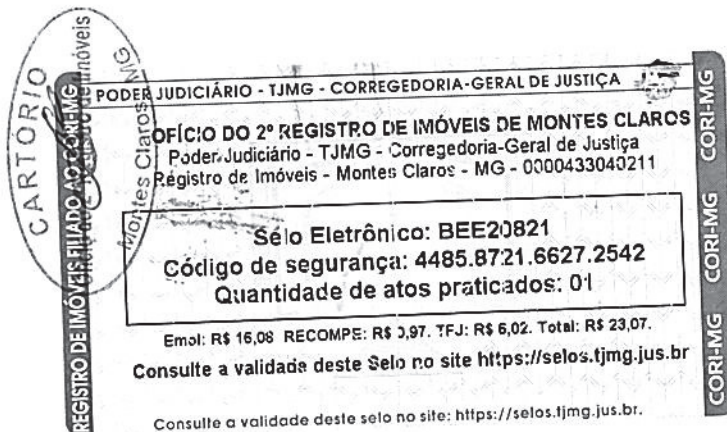 PODER JUDICIÁRIO - TJMG - CORREGEDORIA-GERAL DE JUSTIÇA
OFÍCIO DO 2º REGISTRO DE IMÓVEIS DE MONTES CLAROS
Poder Judiciário - TJMG - Corregedoria-Geral de Justiça
Registro de Imóveis - Montes Claros - MG - 0000433040211
Selo Eletrônico: BEE20821
Código de segurança: 4485.8721.6627.2542
Quantidade de atos praticados: 01
Emol: R$ 16,08 RECOMPE: R$ 0,97. TFJ: R$ 6,02. Total: R$ 23,07.
Consulte a validade deste Selo no site https://selos.tjmg.jus.br
Consulte a validade deste selo no site: https://selos.tjmg.jus.br.
REGISTRO DE IMÓVEIS FILIADO AO CORI-MG
CARTÓRIO
Registro de Imóveis
Montes Claros MG
CORI-MG
CORI-MG
CORI-MG